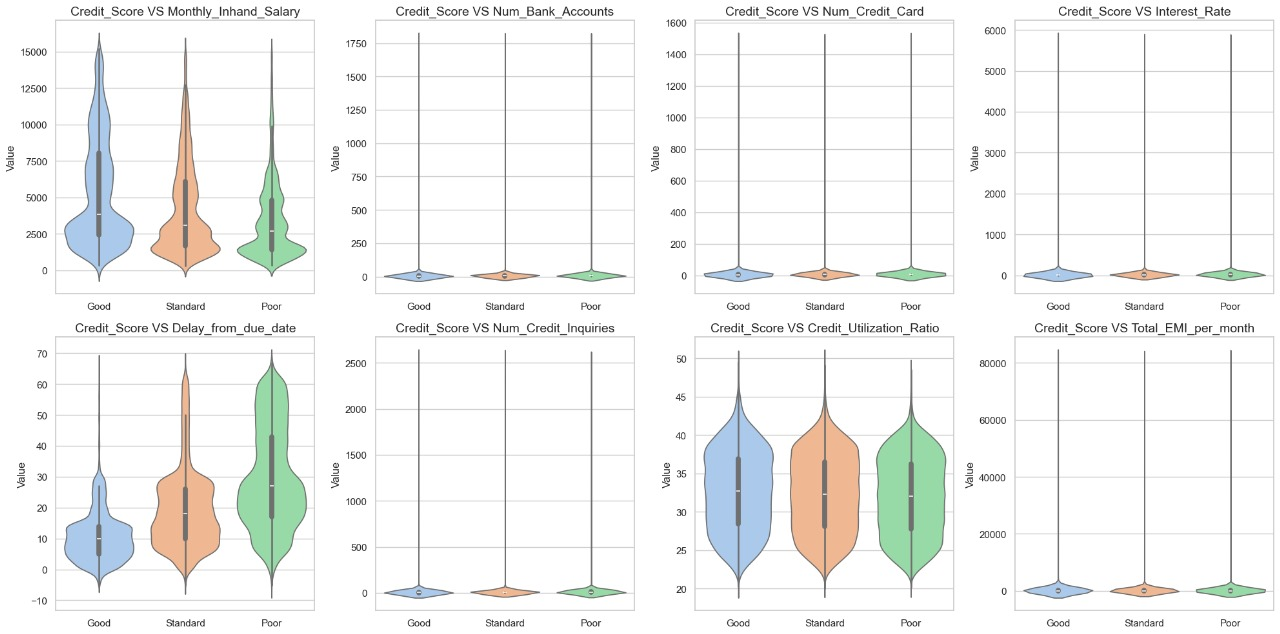 Credit_Score VS Monthly_Inhand_Salary
Value
15000
12500
10000
7500
5000
2500
0
Good Standard Poor
Credit_Score VS Num_Bank_Accounts
Value
1750
1500
1250
1000
750
500
250
0
Good Standard Poor
Credit_Score VS Num_Credit_Card
Value
1600
1400
1200
1000
800
600
400
200
0
Good Standard Poor
Credit_Score VS Interest_Rate
Value
6000
5000
4000
3000
2000
1000
0
Good Standard Poor
Credit_Score VS Delay_from_due_date
Value
70
60
50
40
30
20
10
0
−10
Good Standard Poor
Credit_Score VS Num_Credit_Inquiries
Value
2500
2000
1500
1000
500
0
Good Standard Poor
Credit_Score VS Credit_Utilization_Ratio
Value
50
45
40
35
30
25
20
Good Standard Poor
Credit_Score VS Total_EMI_per_month
Value
80000
60000
40000
20000
0
Good Standard Poor